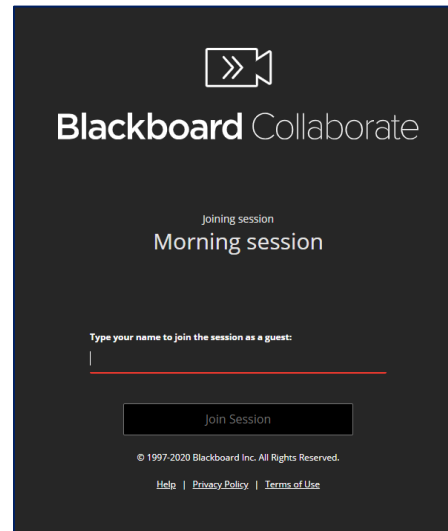 Blackboard Collaborate
Joining session
Morning session
Type your name to join the session as a guest:
Join Session
© 1997-2020 Blackboard Inc. All Rights Reserved.
Help | Privacy Policy | Terms of Use